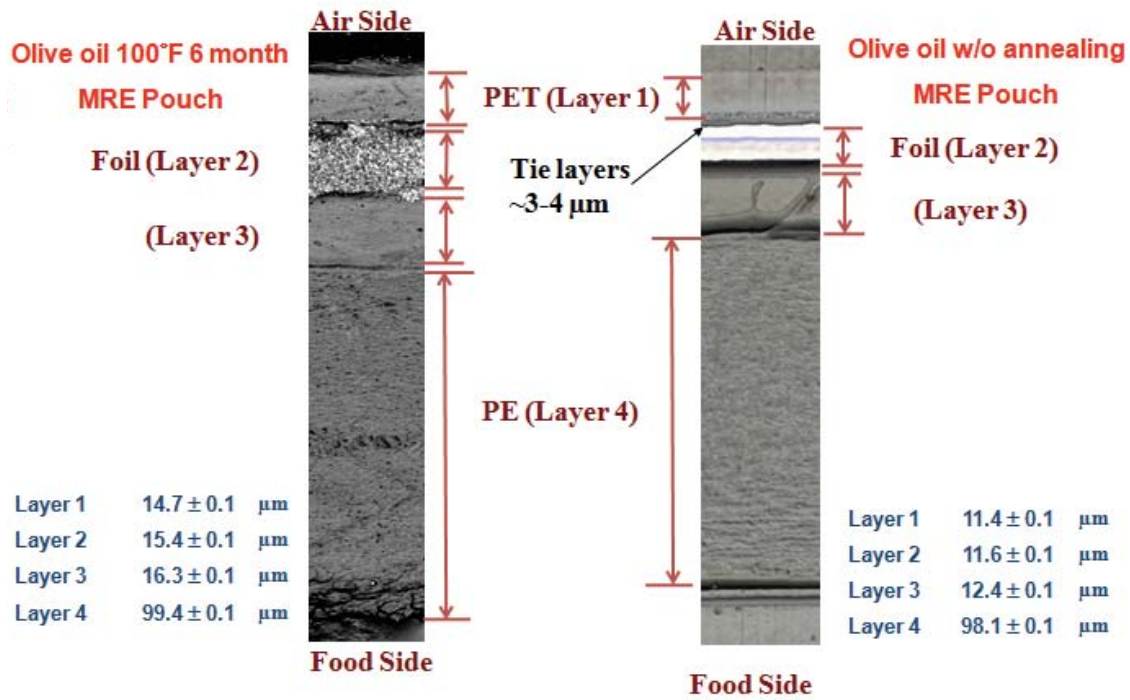 Air Side
Olive oil 100°F 6 month
MRE Pouch
Air Side
Olive oil w/o annealing
MRE Pouch
PET (Layer 1)
Foil (Layer 2)
Tie layers
~3-4 µm
Foil (Layer 2)
(Layer 3)
(Layer 3)
PE (Layer 4)
Layer 1 14.7 ± 0.1 µm
Layer 2 15.4 ± 0.1 µm
Layer 3 16.3 ± 0.1 µm
Layer 4 99.4 ± 0.1 µm
Layer 1 11.4 ± 0.1 µm
Layer 2 11.6 ± 0.1 µm
Layer 3 12.4 ± 0.1 µm
Layer 4 98.1 ± 0.1 µm
Food Side
Food Side